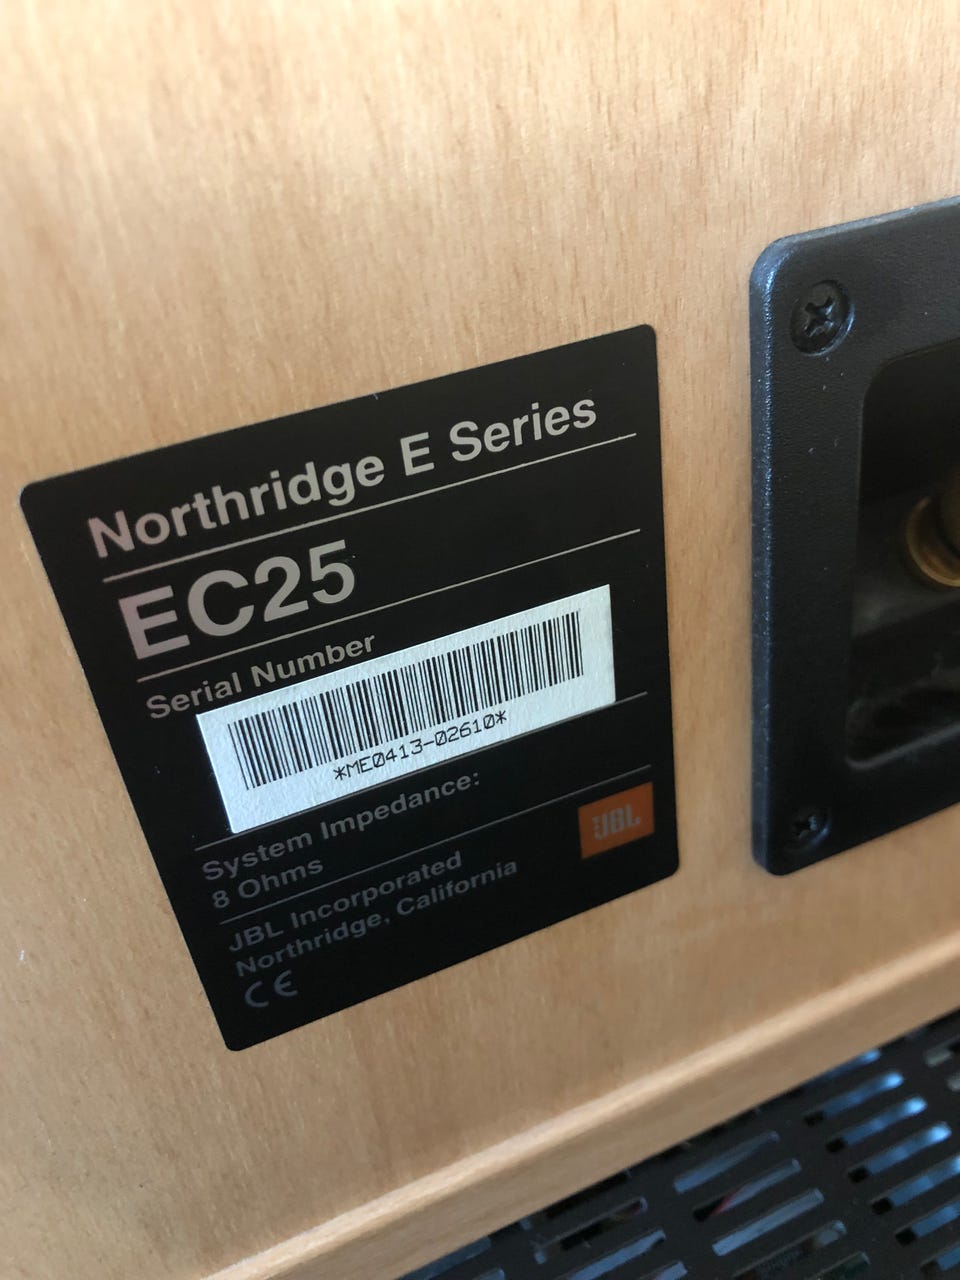 Northridge E Series
EC25
Serial Number
*ME0413-02610*
System Impedance:
8 Ohms
JBL
JBL Incorporated
Northridge, California
CE